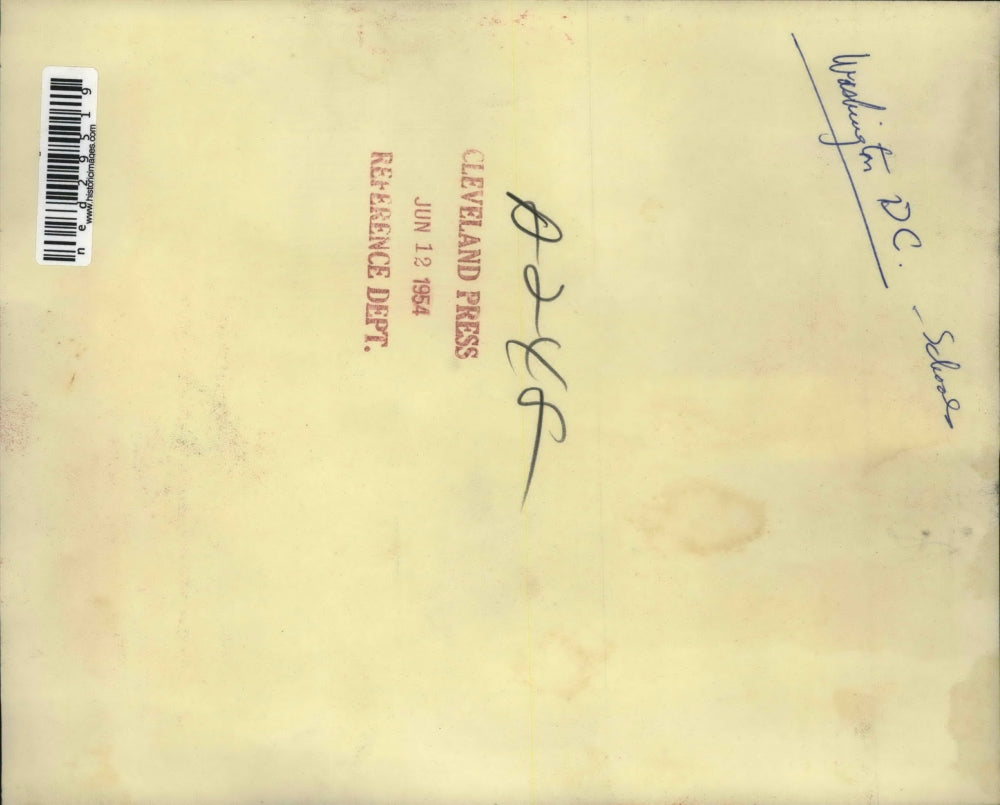 Washington DC. - Schools
CLEVELAND PRESS
JUN 12 1954
REFERENCE DEPT.
www.historicimages.com
ned29519